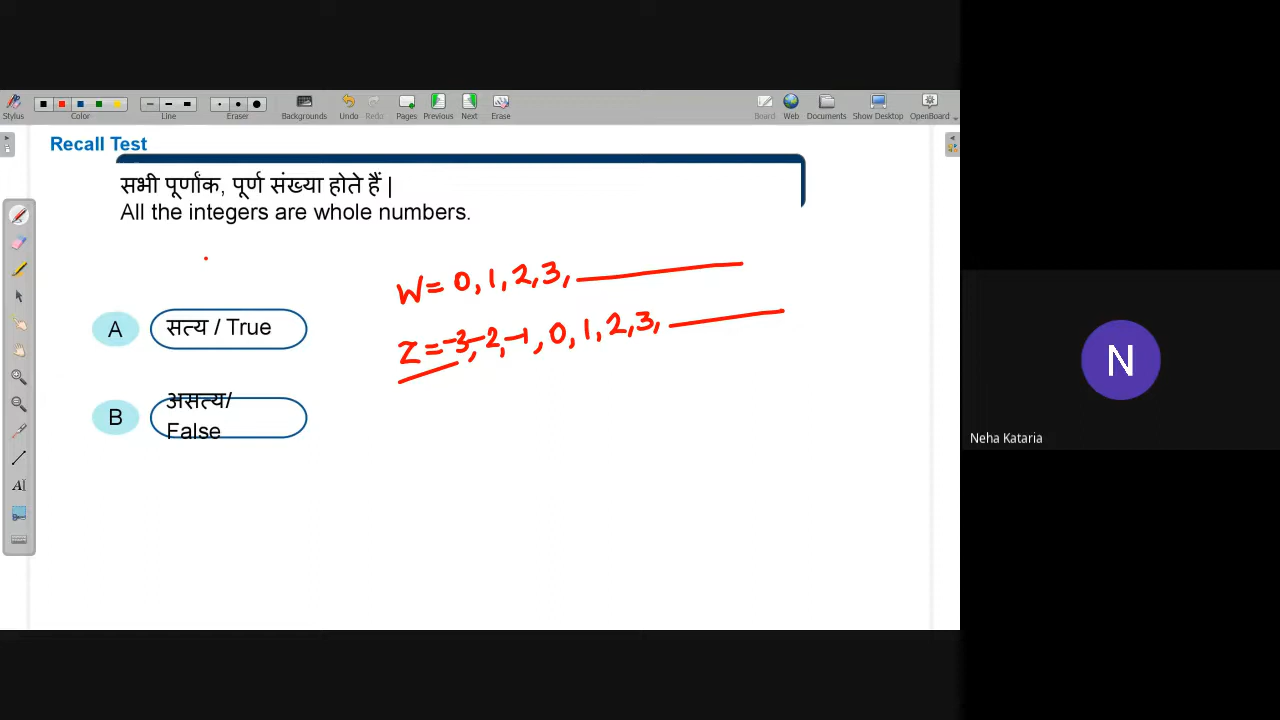 Stylus
Color
Line
Eraser
Backgrounds
Undo
Redo
Pages
Previous
Next
Erase
Board
Web
Documents
Show Desktop
OpenBoard
Recall Test
सभी पूर्णांक, पूर्ण संख्या होते हैं |
All the integers are whole numbers.
W = 0, 1, 2, 3,
A सत्य / True
Z = -3, -2, -1, 0, 1, 2, 3,
B असत्य/
False
N
Neha Kataria